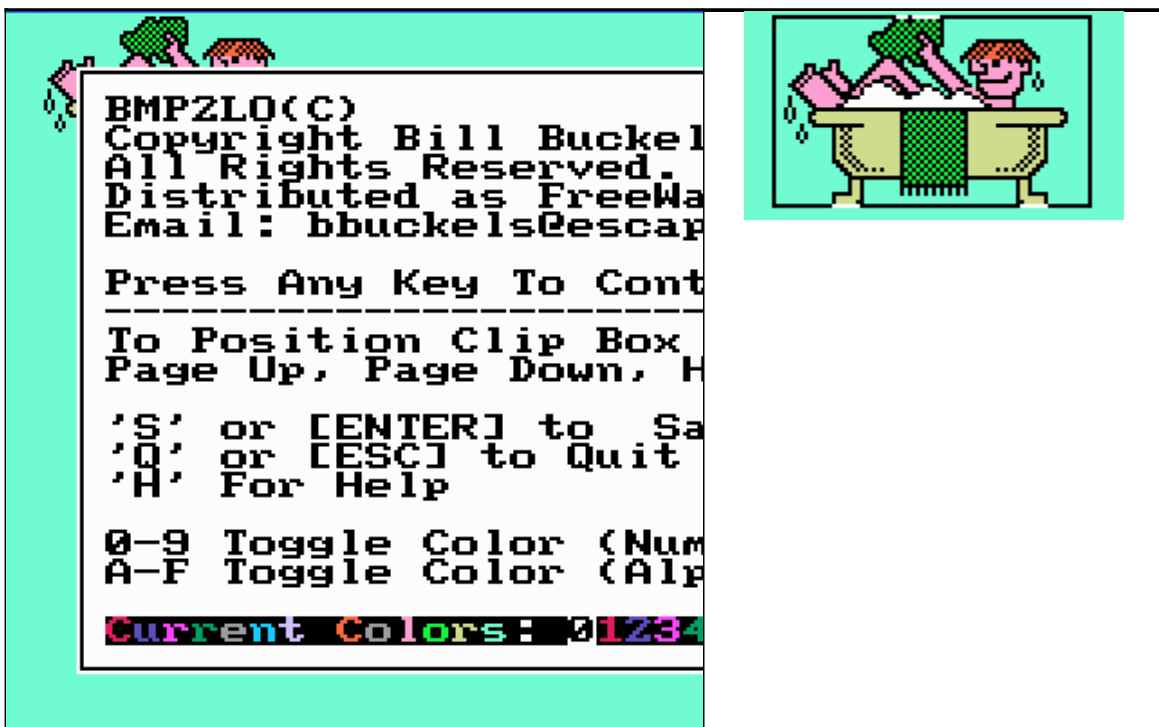 BMP2LO(C)
Copyright Bill Buckel
All Rights Reserved.
Distributed as FreeWa
Email: bbuckels@escap
Press Any Key To Cont
----------------------
To Position Clip Box
Page Up, Page Down, H
'S' or [ENTER] to  Sa
'Q' or [ESC] to Quit
'H' For Help
0-9 Toggle Color (Num
A-F Toggle Color (Alp
Current Colors: 01234